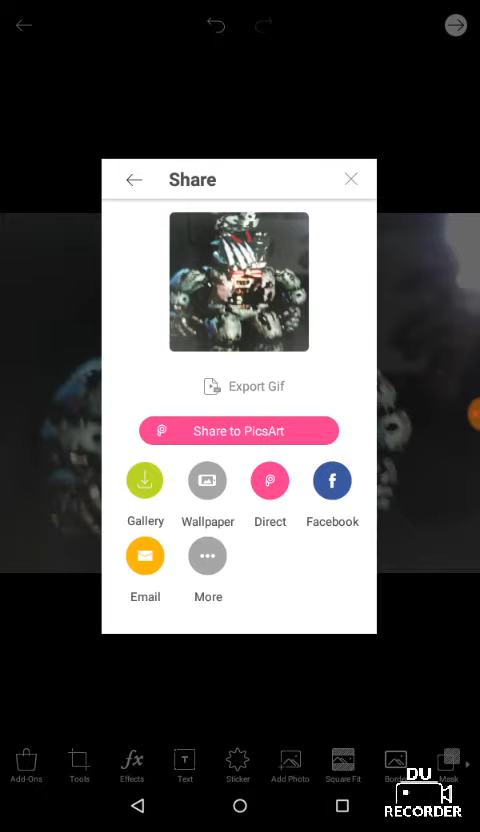 Share
Export Gif
Share to PicsArt
Gallery
Wallpaper
Direct
Facebook
Email
More
Add-Ons
Tools
Effects
Text
Sticker
Add Photo
Square Fit
Mask
DU
RECORDER